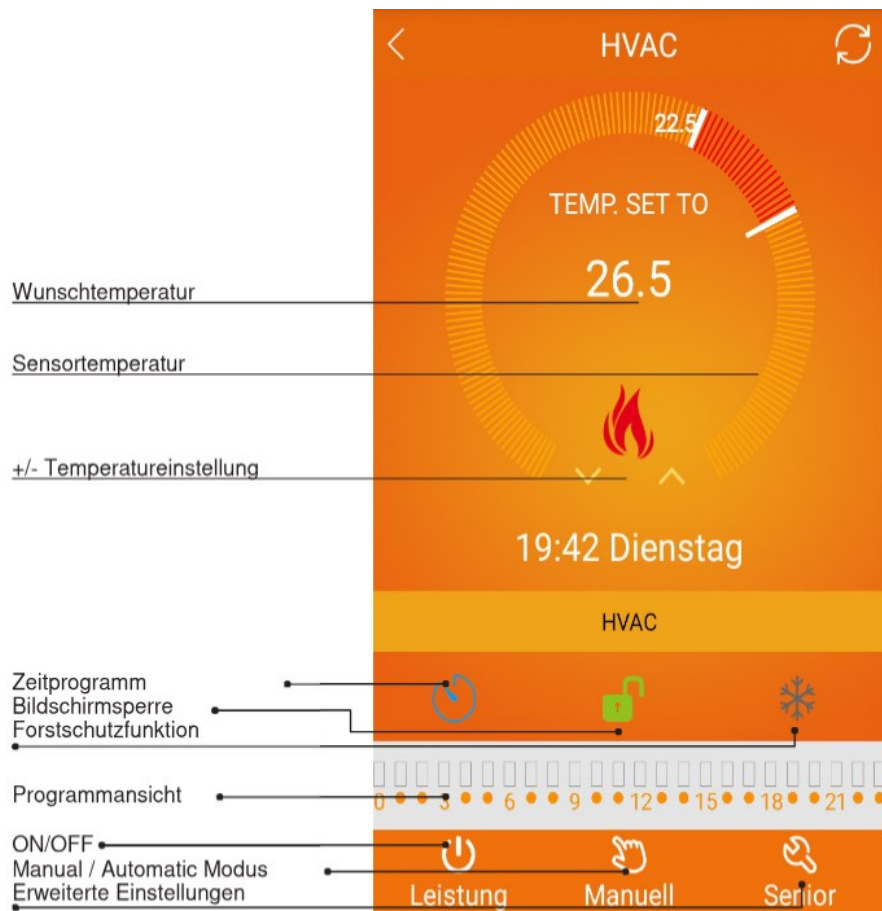 HVAC
22.5
TEMP. SET TO
26.5
Wunschtemperatur
Sensortemperatur
+/- Temperatureinstellung
19:42 Dienstag
HVAC
Zeitprogramm
Bildschirmsperre
Forstschutzfunktion
Programmansicht
0 3 6 9 12 15 18 21
ON/OFF
Manual / Automatic Modus
Erweiterte Einstellungen
Leistung Manuell Senior